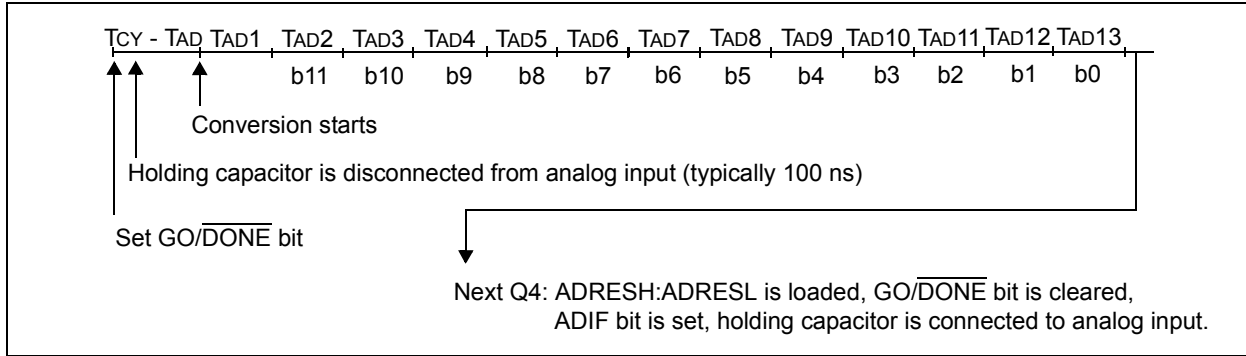 TCY - TAD TAD1 TAD2 TAD3 TAD4 TAD5 TAD6 TAD7 TAD8 TAD9 TAD10 TAD11 TAD12 TAD13
b11 b10 b9 b8 b7 b6 b5 b4 b3 b2 b1 b0
Conversion starts
Holding capacitor is disconnected from analog input (typically 100 ns)
Set GO/DONE bit
Next Q4: ADRESH:ADRESL is loaded, GO/DONE bit is cleared,
ADIF bit is set, holding capacitor is connected to analog input.